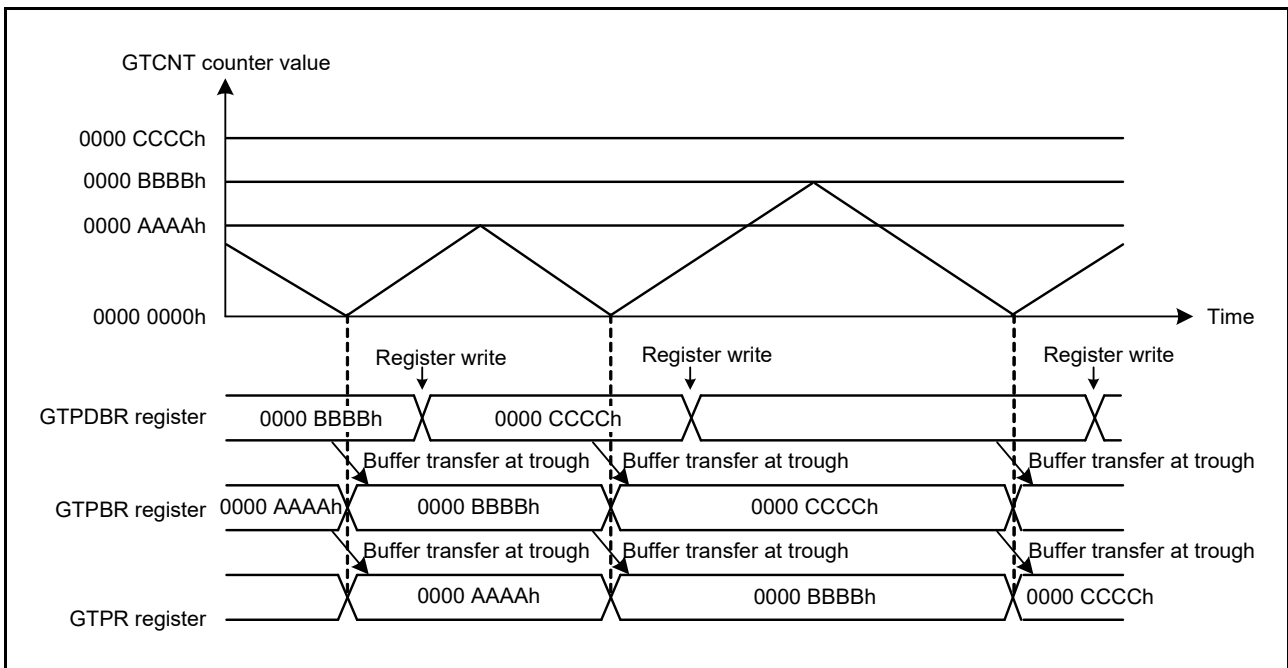 GTCNT counter value
0000 CCCCh
0000 BBBBh
0000 AAAAh
0000 0000h
Time
Register write Register write Register write
GTPDBR register 0000 BBBBh 0000 CCCCh
Buffer transfer at trough Buffer transfer at trough Buffer transfer at trough
GTPBR register 0000 AAAAh 0000 BBBBh 0000 CCCCh
Buffer transfer at trough Buffer transfer at trough Buffer transfer at trough
GTPR register 0000 AAAAh 0000 BBBBh 0000 CCCCh